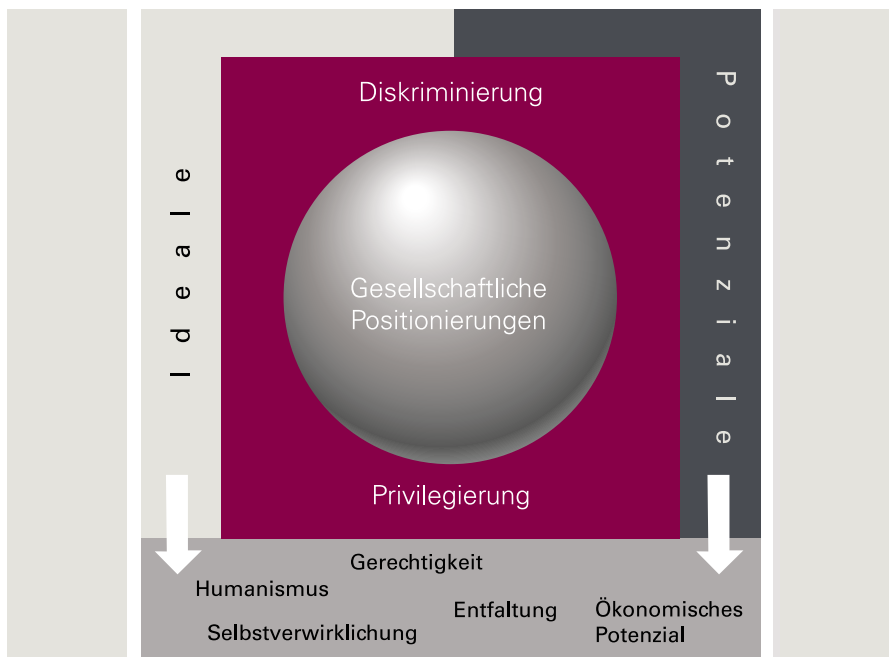 Diskriminierung
Ideale
Potenziale
Gesellschaftliche
Positionierungen
Privilegierung
Gerechtigkeit
Humanismus
Entfaltung
Ökonomisches
Potenzial
Selbstverwirklichung